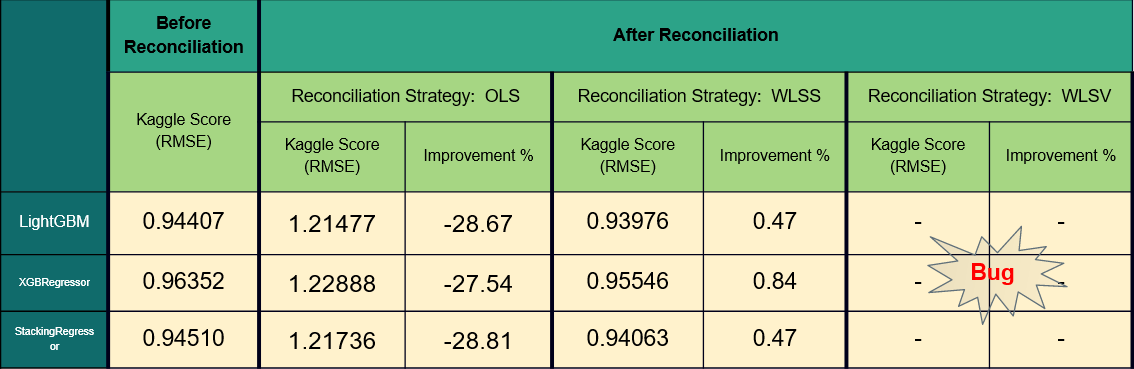 Before
Reconciliation
After Reconciliation
Kaggle Score
(RMSE)
Reconciliation Strategy: OLS
Reconciliation Strategy: WLSS
Reconciliation Strategy: WLSV
Kaggle Score
(RMSE)
Improvement %
Kaggle Score
(RMSE)
Improvement %
Kaggle Score
(RMSE)
Improvement %
LightGBM
0.94407
1.21477
-28.67
0.93976
0.47
-
-
XGBRegressor
0.96352
1.22888
-27.54
0.95546
0.84
-
Bug
-
StackingRegress
or
0.94510
1.21736
-28.81
0.94063
0.47
-
-